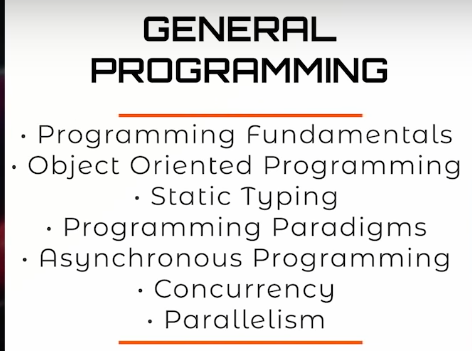 GENERAL
PROGRAMMING
• Programming Fundamentals
• Object Oriented Programming
• Static Typing
• Programming Paradigms
• Asynchronous Programming
• Concurrency
• Parallelism